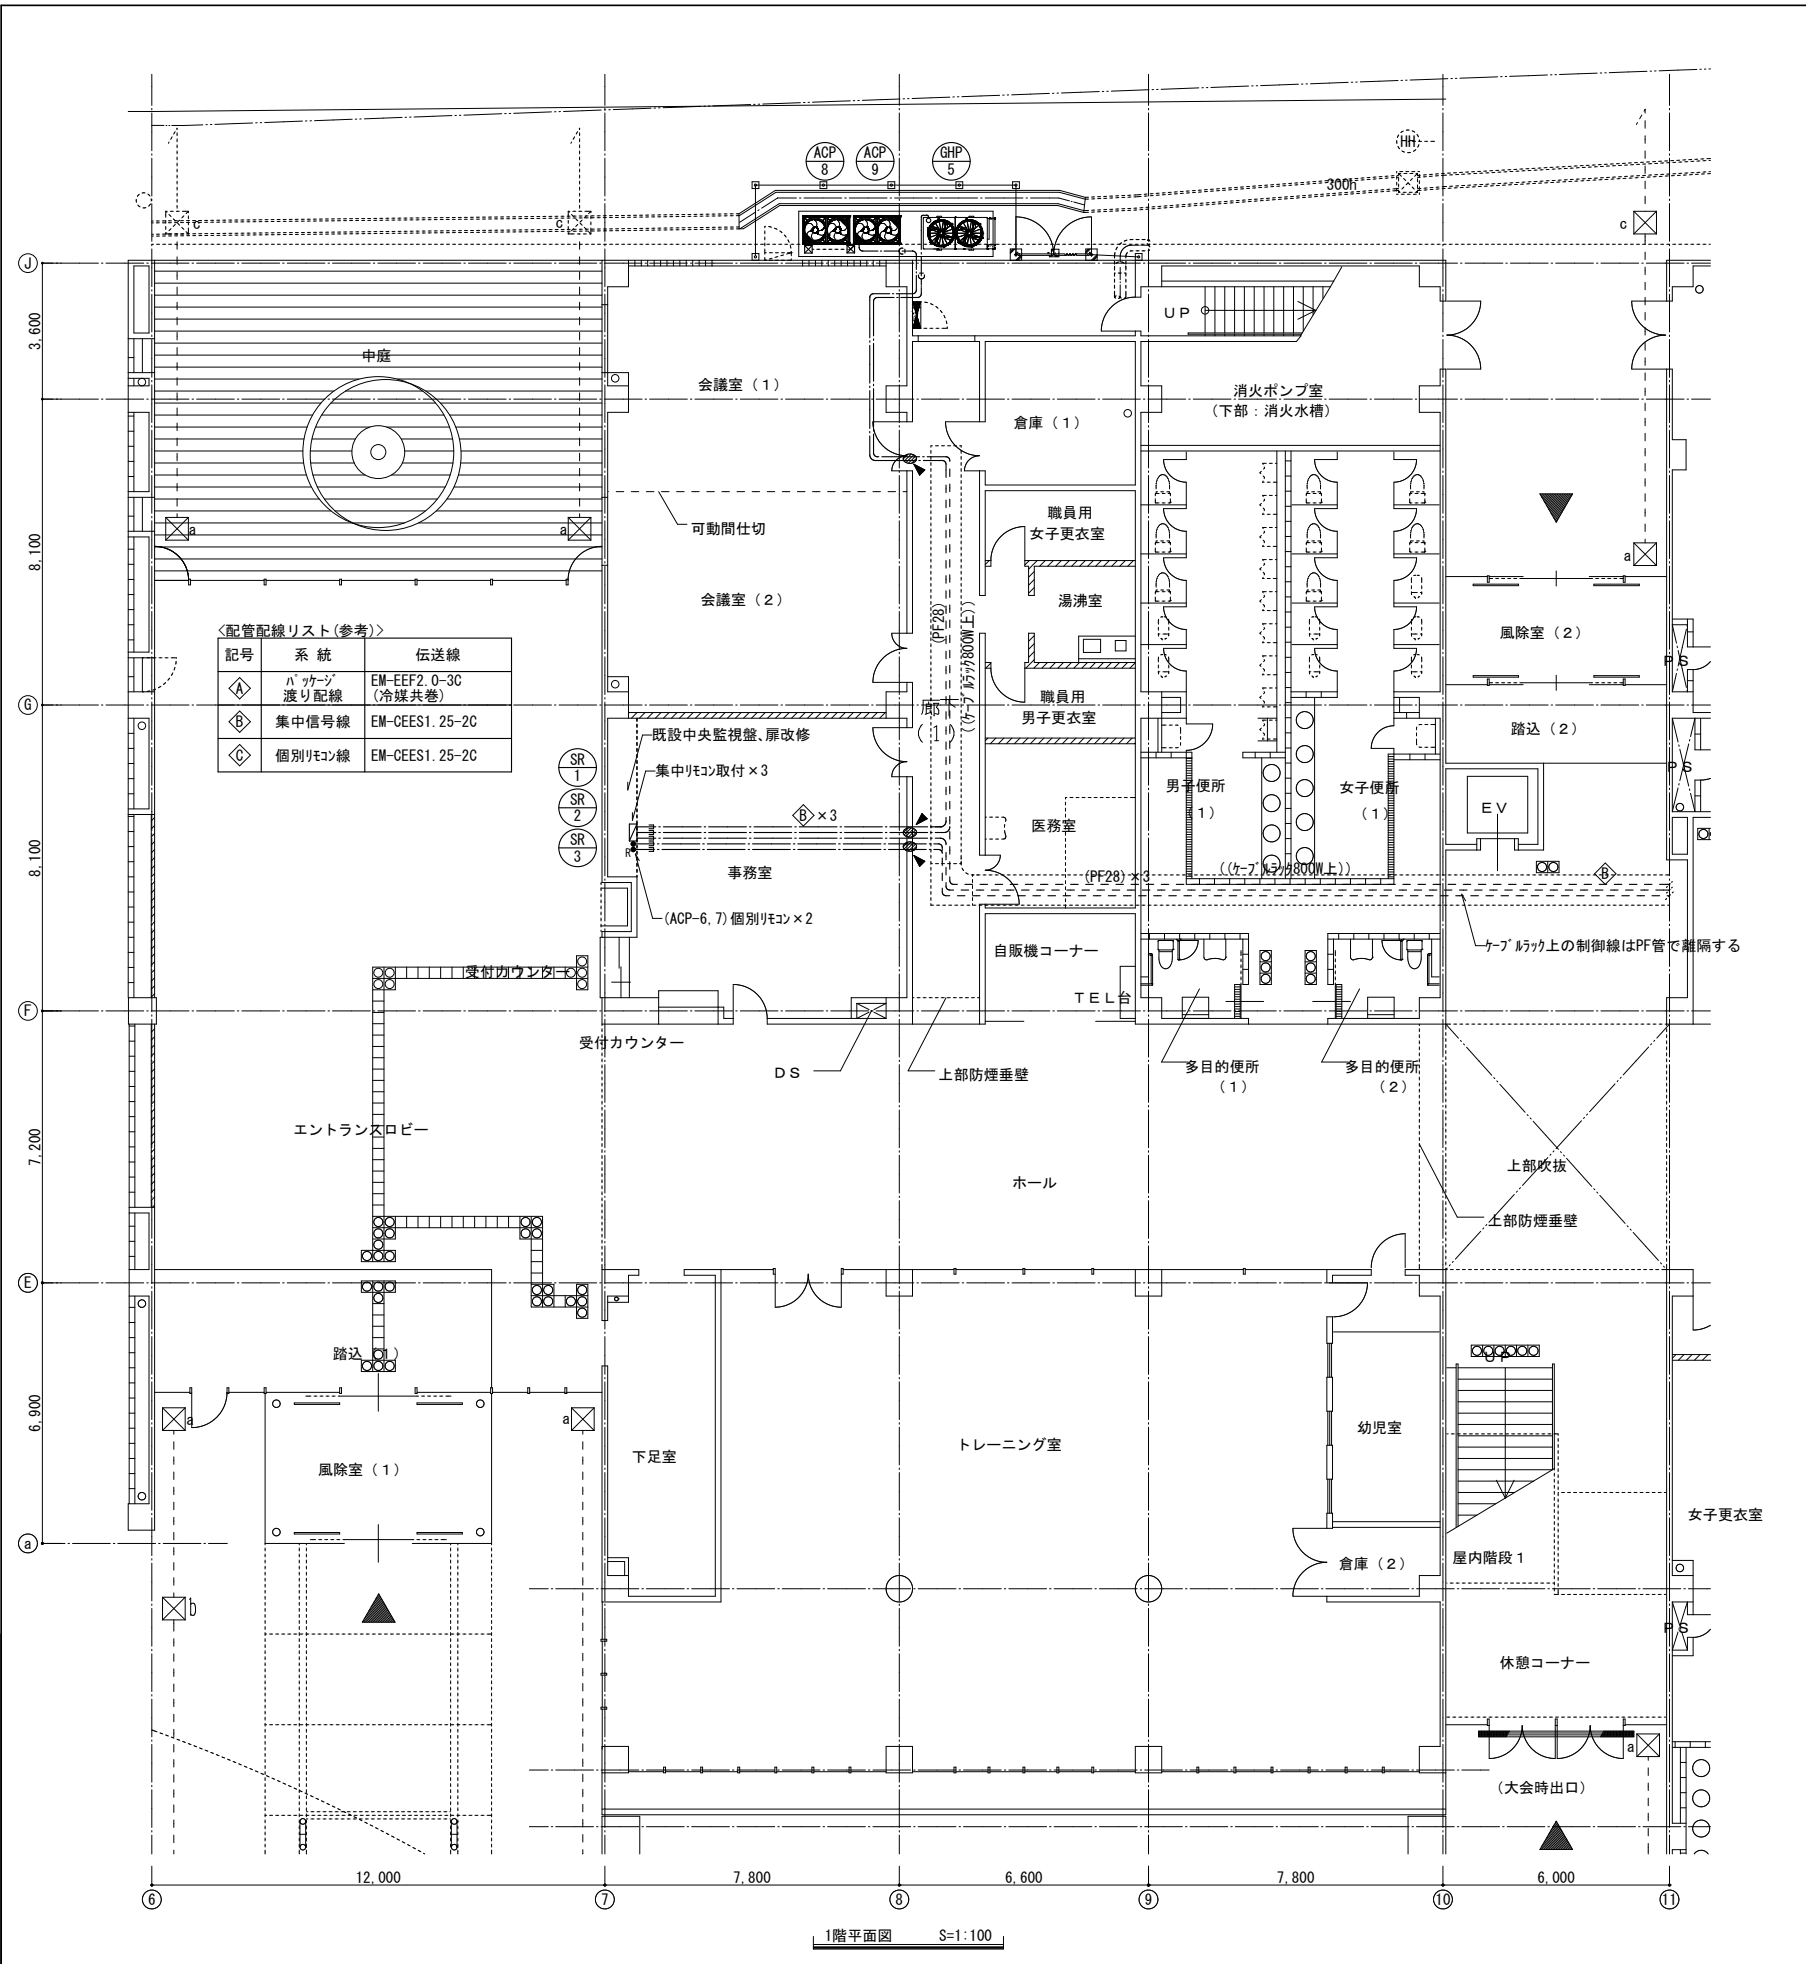 ACP
8
ACP
9
GHP
5
HH
300h
c
c
c
J
3,600
中庭
会議室（１）
ＵＰ
消火ポンプ室
（下部：消火水槽）
倉庫（１）
可動間仕切
a
a
a
8,100
職員用
女子更衣室
湯沸室
会議室（２）
(PF28)
((ｹｰﾌﾞﾙﾗｯｸ800W上))
風除室（２）
ＰＳ
〈配管配線リスト(参考)〉
記号 系 統 伝送線
A ﾊﾟｯｹｰｼﾞ 渡り配線 EM-EEF2.0-3C (冷媒共巻)
B 集中信号線 EM-CEES1.25-2C
C 個別ﾘﾓｺﾝ線 EM-CEES1.25-2C
G
職員用
男子更衣室
踏込（２）
既設中央監視盤、扉改修
集中ﾘﾓｺﾝ取付×3
SR
1
SR
2
SR
3
B ×3
R
事務室
(ACP-6,7)個別ﾘﾓｺﾝ×2
医務室
男子便所
（１）
女子便所
（１）
ＥＶ
ＰＳ
8,100
(PF28)×3
((ｹｰﾌﾞﾙﾗｯｸ800W上))
B
ｹｰﾌﾞﾙﾗｯｸ上の制御線はPF管で離隔する
自販機コーナー
ＴＥＬ台
受付カウンター
F
受付カウンター
ＤＳ
上部防煙垂壁
多目的便所
（１）
多目的便所
（２）
エントランスロビー
7,200
ホール
上部吹抜
上部防煙垂壁
E
踏込（１）
ＵＰ
6,900
a
a
風除室（１）
下足室
トレーニング室
幼児室
女子更衣室
a
倉庫（２）
屋内階段１
b
ＰＳ
休憩コーナー
a
（大会時出口）
12,000
7,800
6,600
7,800
6,000
6
7
8
9
10
11
1階平面図 S=1:100